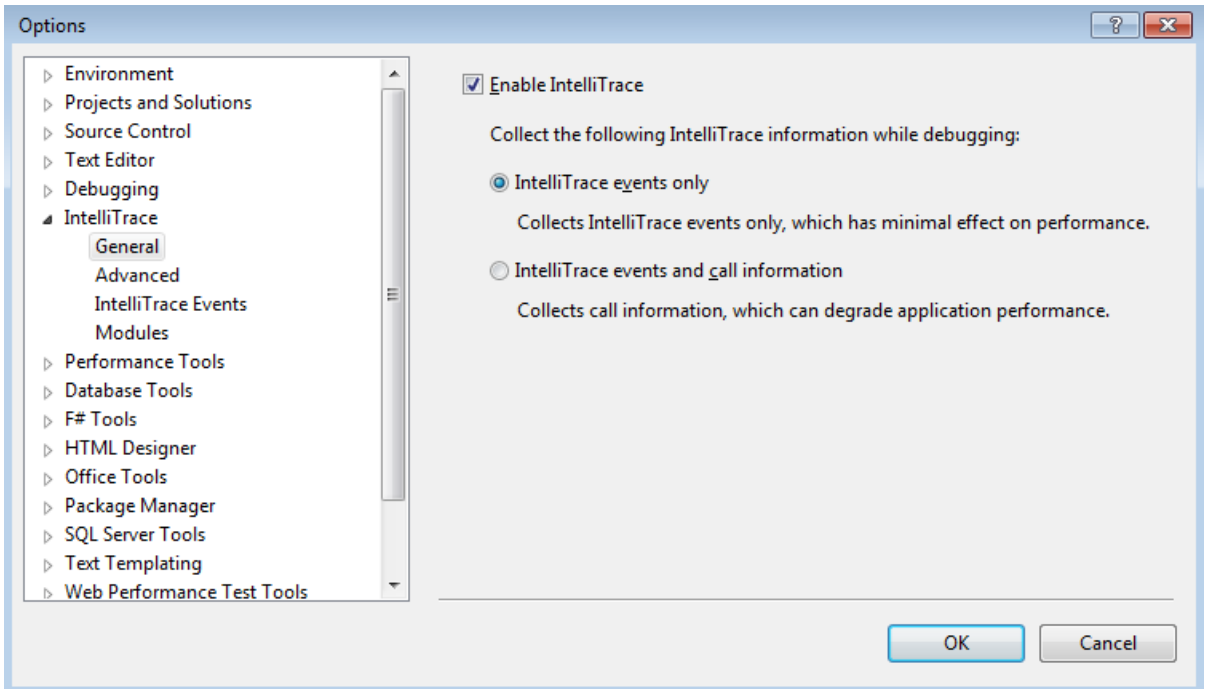 Options
Environment
Projects and Solutions
Source Control
Text Editor
Debugging
IntelliTrace
General
Advanced
IntelliTrace Events
Modules
Performance Tools
Database Tools
F# Tools
HTML Designer
Office Tools
Package Manager
SQL Server Tools
Text Templating
Web Performance Test Tools
Enable IntelliTrace
Collect the following IntelliTrace information while debugging:
IntelliTrace events only
Collects IntelliTrace events only, which has minimal effect on performance.
IntelliTrace events and call information
Collects call information, which can degrade application performance.
OK
Cancel